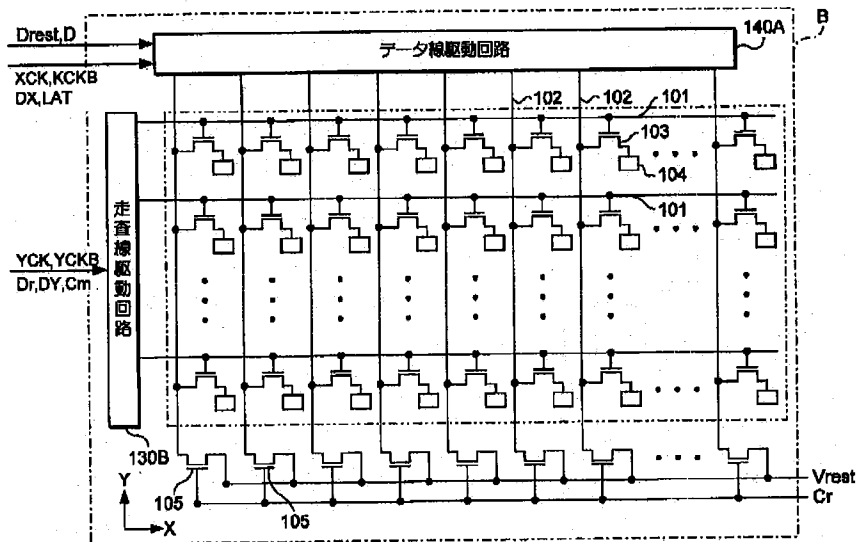 Drest,D
データ線駆動回路
140A
B
XCK,KCKB
DX,LAT
102
102
101
103
104
101
走査線駆動回路
YCK,YCKB
Dr,DY,Cm
130B
105
105
Vrest
Cr
Y
X